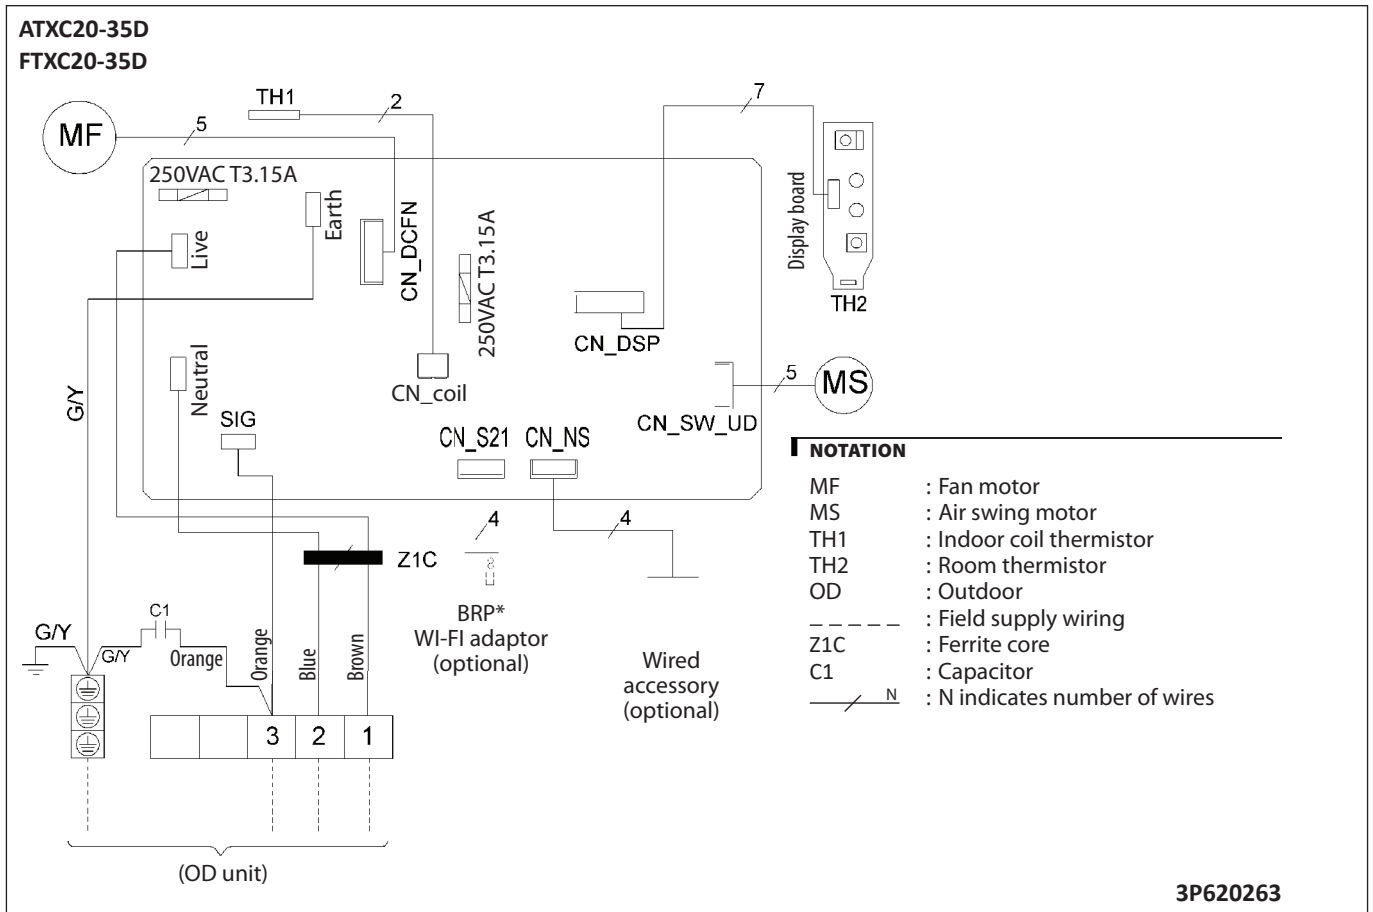 ATXC20-35D
FTXC20-35D
TH1
2
7
MF
5
250VAC T3.15A
Earth
CN_DCFN
Live
250VAC T3.15A
Display board
TH2
CN_DSP
Neutral
CN_coil
G/Y
SIG
5
MS
CN_SW_UD
CN_S21
CN_NS
4
4
Z1C
BRP*
WI-FI adaptor
(optional)
Wired
accessory
(optional)
G/Y
G/Y
C1
Orange
Orange
Blue
Brown
3
2
1
(OD unit)
NOTATION
MF : Fan motor
MS : Air swing motor
TH1 : Indoor coil thermistor
TH2 : Room thermistor
OD : Outdoor
_ _ _ _ _ : Field supply wiring
Z1C : Ferrite core
C1 : Capacitor
N : N indicates number of wires
3P620263